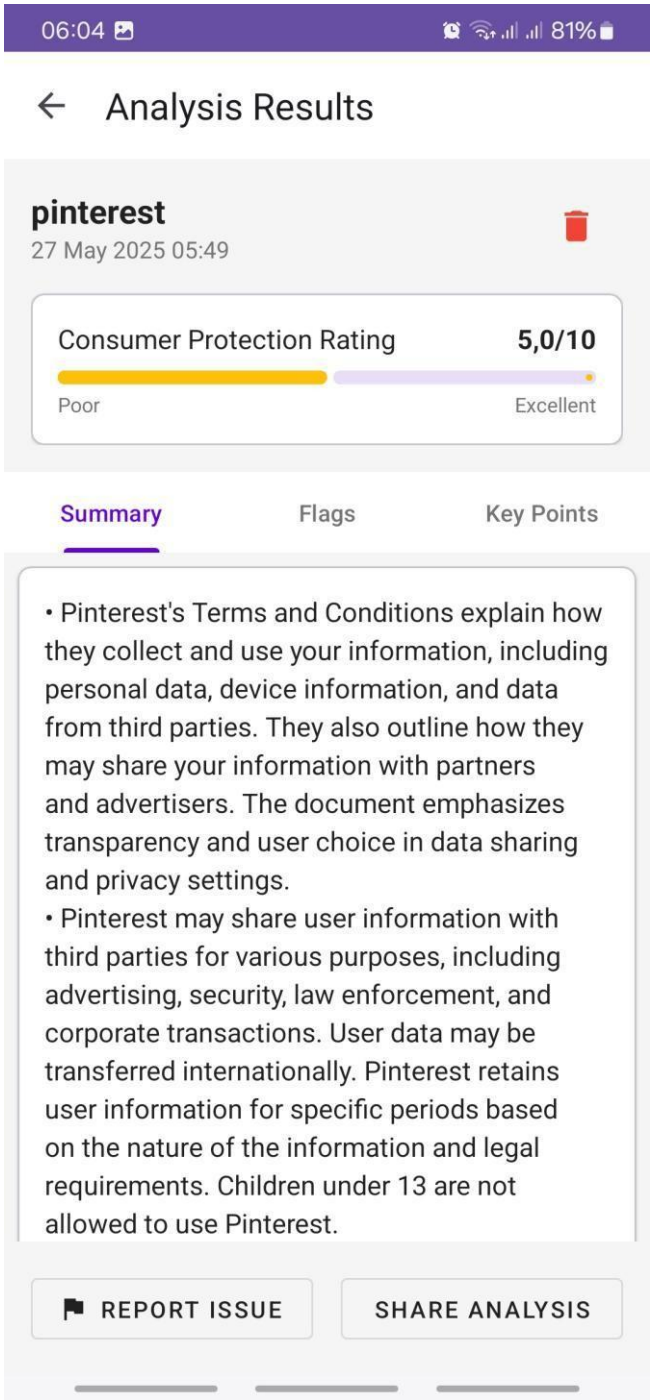 06:04 81%
Analysis Results
pinterest
27 May 2025 05:49
Consumer Protection Rating 5,0/10
Poor Excellent
Summary Flags Key Points
• Pinterest's Terms and Conditions explain how
they collect and use your information, including
personal data, device information, and data
from third parties. They also outline how they
may share your information with partners
and advertisers. The document emphasizes
transparency and user choice in data sharing
and privacy settings.
• Pinterest may share user information with
third parties for various purposes, including
advertising, security, law enforcement, and
corporate transactions. User data may be
transferred internationally. Pinterest retains
user information for specific periods based
on the nature of the information and legal
requirements. Children under 13 are not
allowed to use Pinterest.
REPORT ISSUE SHARE ANALYSIS